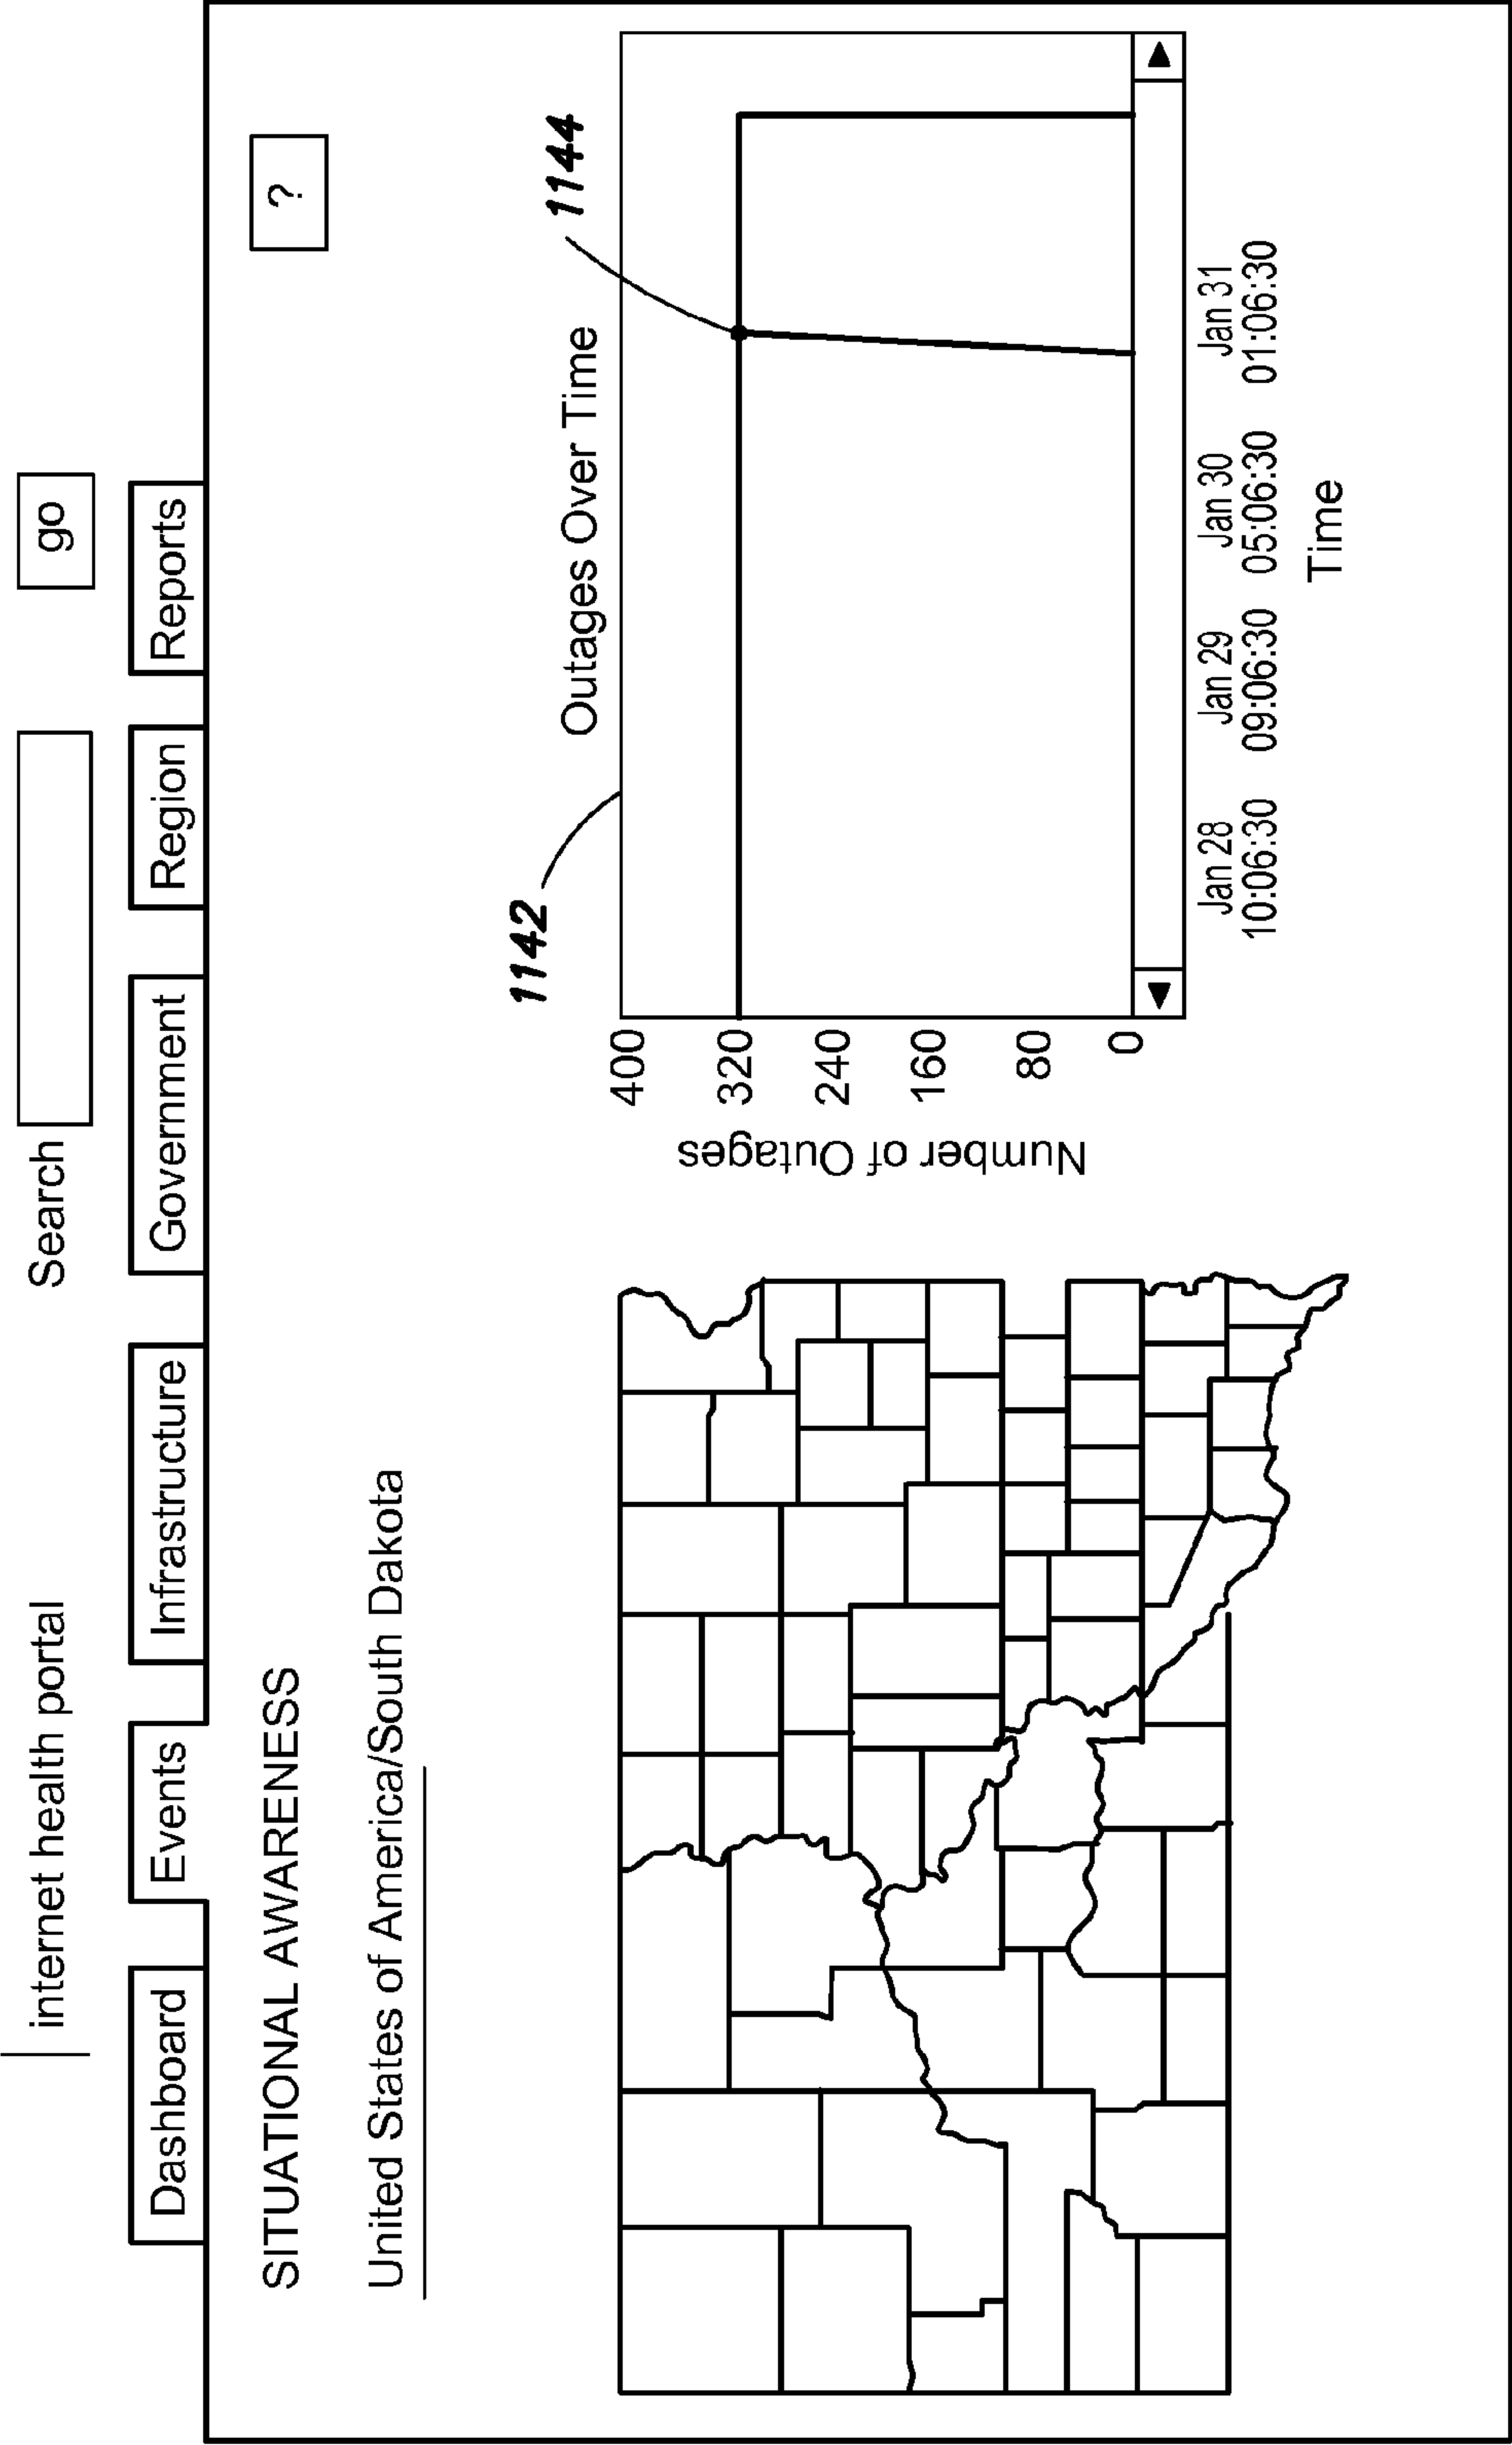 internet health portal
Search
go
Dashboard
Events
Infrastructure
Government
Region
Reports
SITUATIONAL AWARENESS
?
United States of America/South Dakota
1142
1144
Outages Over Time
Number of Outages
400
320
240
160
80
0
Jan 28 Jan 29 Jan 30 Jan 31
10:06:30 09:06:30 05:06:30 01:06:30
Time